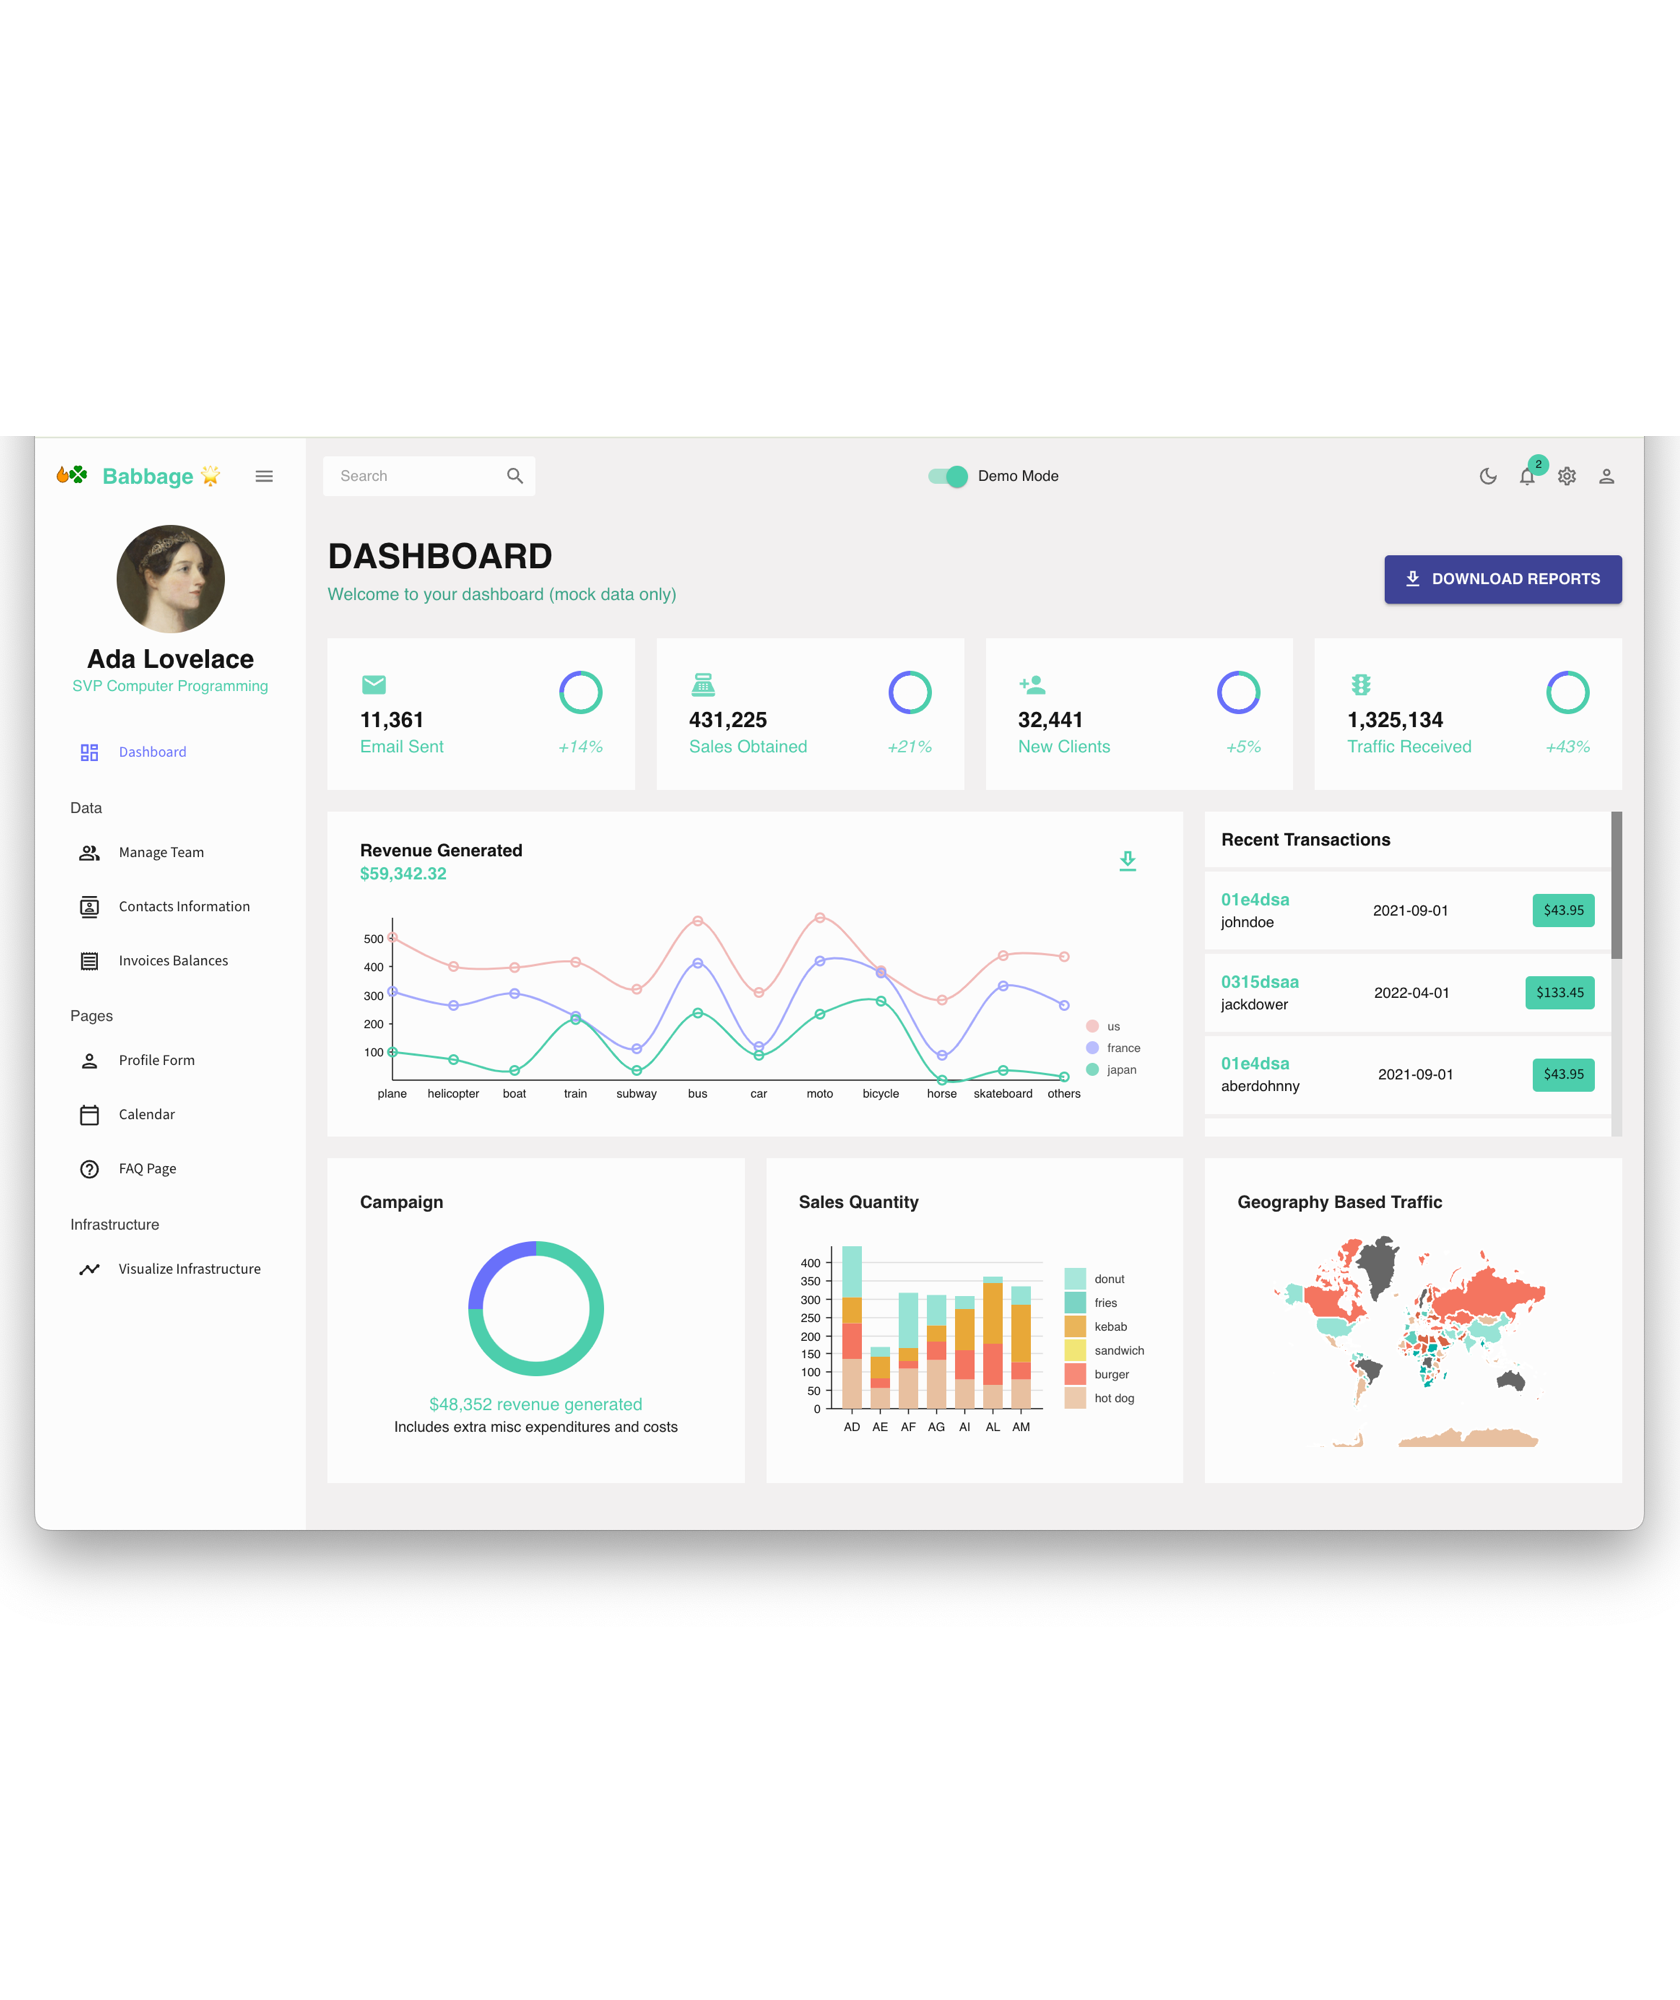 Babbage
Ada Lovelace
SVP Computer Programming
Dashboard
Data
Manage Team
Contacts Information
Invoices Balances
Pages
Profile Form
Calendar
FAQ Page
Infrastructure
Visualize Infrastructure
Search
Demo Mode
2
DASHBOARD
Welcome to your dashboard (mock data only)
DOWNLOAD REPORTS
11,361
Email Sent
+14%
431,225
Sales Obtained
+21%
32,441
New Clients
+5%
1,325,134
Traffic Received
+43%
Revenue Generated
$59,342.32
500
400
300
200
100
plane helicopter boat train subway bus car moto bicycle horse skateboard others
us
france
japan
Recent Transactions
01e4dsa
johndoe
2021-09-01
$43.95
0315dsaa
jackdower
2022-04-01
$133.45
01e4dsa
aberdohnny
2021-09-01
$43.95
Campaign
$48,352 revenue generated
Includes extra misc expenditures and costs
Sales Quantity
400
350
300
250
200
150
100
50
0
AD AE AF AG AI AL AM
donut
fries
kebab
sandwich
burger
hot dog
Geography Based Traffic